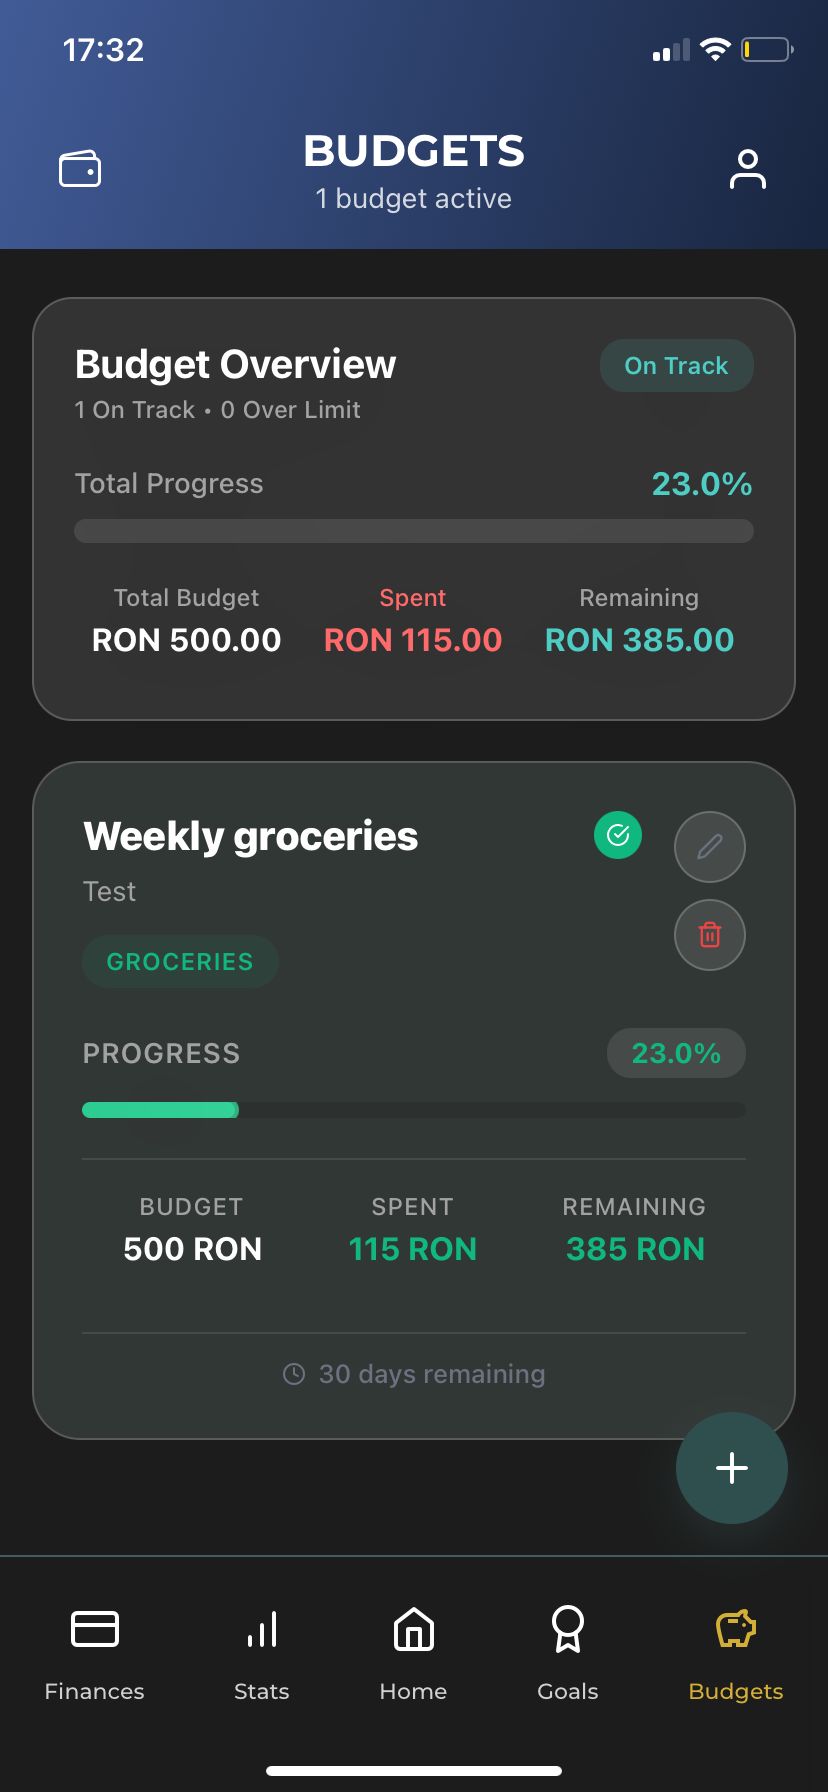 17:32
BUDGETS
1 budget active
Budget Overview
On Track
1 On Track • 0 Over Limit
Total Progress
23.0%
Total Budget
Spent
Remaining
RON 500.00
RON 115.00
RON 385.00
Weekly groceries
Test
GROCERIES
PROGRESS
23.0%
BUDGET
SPENT
REMAINING
500 RON
115 RON
385 RON
30 days remaining
Finances
Stats
Home
Goals
Budgets